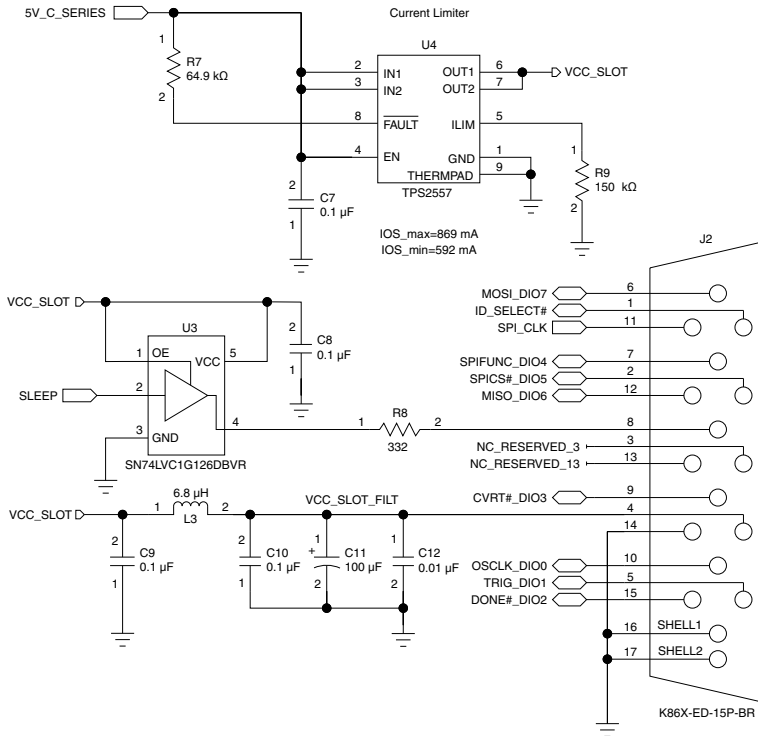 5V_C_SERIES
Current Limiter
1
R7
64.9 kΩ
2
U4
2 IN1 OUT1 6 VCC_SLOT
3 IN2 OUT2 7
8 FAULT ILIM 5
4 EN GND 1
THERMPAD 9
TPS2557
1
R9
150 kΩ
2
2
C7
0.1 µF
1
IOS_max=869 mA
IOS_min=592 mA
J2
VCC_SLOT
U3
1 OE
VCC 5
2
C8
0.1 µF
1
SLEEP 2
4
3 GND
SN74LVC1G126DBVR
1 R8 2
332
MOSI_DIO7 6
ID_SELECT# 1
SPI_CLK 11
SPIFUNC_DIO4 7
SPICS#_DIO5 2
MISO_DIO6 12
8
NC_RESERVED_3 3
NC_RESERVED_13 13
CVRT#_DIO3 9
4
14
OSCLK_DIO0 10
TRIG_DIO1 5
DONE#_DIO2 15
16 SHELL1
17 SHELL2
K86X-ED-15P-BR
6.8 µH
VCC_SLOT 1 2 VCC_SLOT_FILT
L3
2
C9
0.1 µF
1
2
C10
0.1 µF
1
1
+
C11
100 µF
2
1
C12
0.01 µF
2